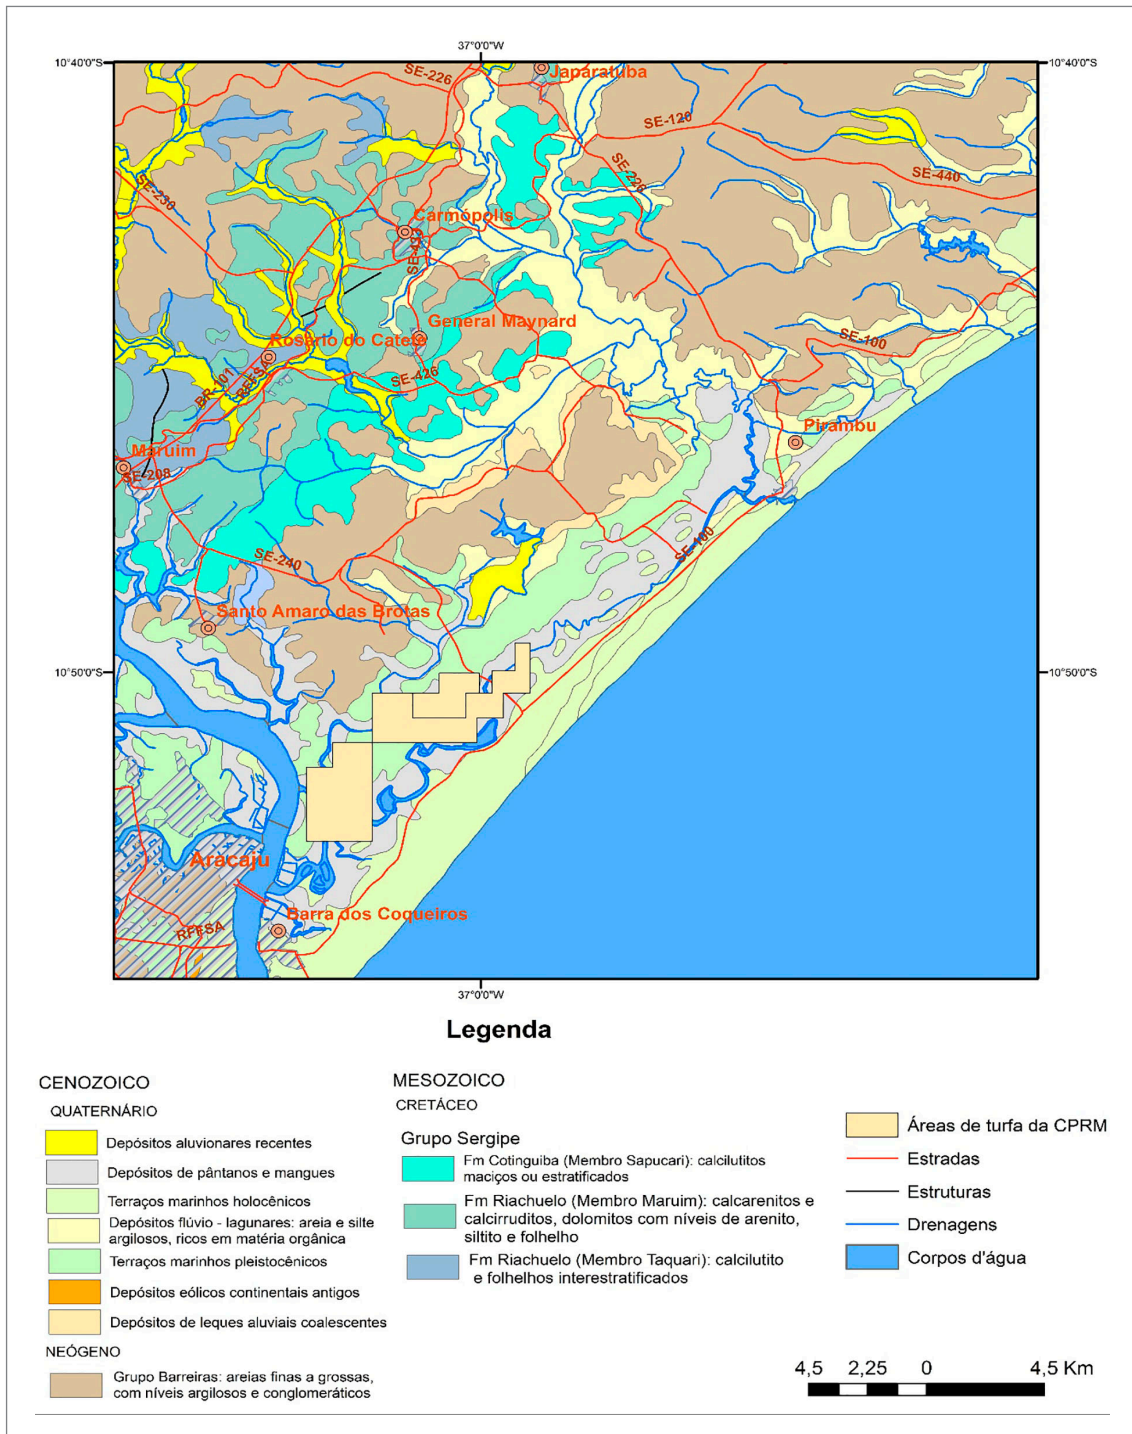 37°0'0"W
10°40'0"S
10°40'0"S
SE-226
Japaratuba
SE-120
SE-226
SE-440
SE-230
Carmópolis
SE-433
General Maynard
SE-100
Rosário do Catete
SE-426
BR-101
RFFSA
Pirambu
Maruim
SE-208
SE-100
SE-240
Santo Amaro das Brotas
10°50'0"S
10°50'0"S
Aracaju
Barra dos Coqueiros
RFFSA
37°0'0"W
Legenda
CENOZOICO
QUATERNÁRIO
Depósitos aluvionares recentes
Depósitos de pântanos e mangues
Terraços marinhos holocênicos
Depósitos flúvio - lagunares: areia e silte
argilosos, ricos em matéria orgânica
Terraços marinhos pleistocênicos
Depósitos eólicos continentais antigos
Depósitos de leques aluviais coalescentes
NEÓGENO
Grupo Barreiras: areias finas a grossas,
com níveis argilosos e conglomeráticos
MESOZOICO
CRETÁCEO
Grupo Sergipe
Fm Cotinguiba (Membro Sapucari): calcilutitos
maciços ou estratificados
Fm Riachuelo (Membro Maruim): calcarenitos e
calcirruditos, dolomitos com níveis de arenito,
siltito e folhelho
Fm Riachuelo (Membro Taquari): calcilutito
e folhelhos interestratificados
Áreas de turfa da CPRM
Estradas
Estruturas
Drenagens
Corpos d'água
4,5 2,25 0 4,5 Km